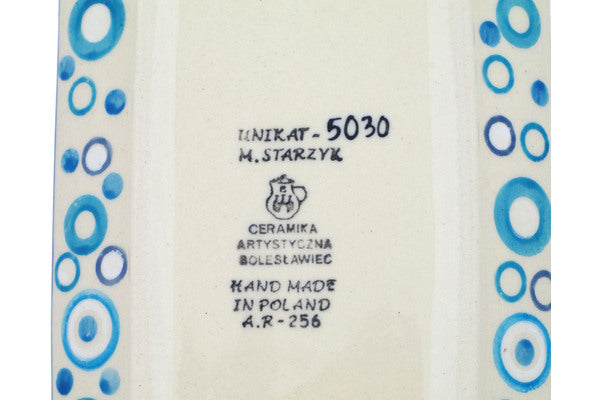 UNIKAT - 5030
M. STARZYK
CERAMIKA
ARTYSTYCZNA
BOLESŁAWIEC
HAND MADE
IN POLAND
A.R - 256